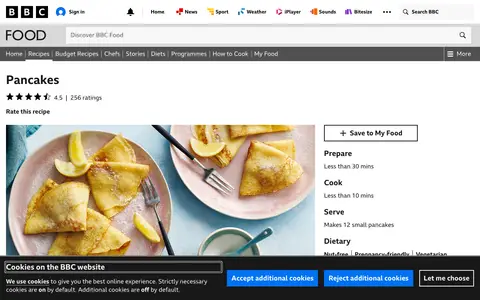 BBC
Sign in
Home
News
Sport
Weather
iPlayer
Sounds
Bitesize
Search BBC
FOOD
Discover BBC Food
Home | Recipes | Budget Recipes | Chefs | Stories | Diets | Programmes | How to Cook | My Food
More
Pancakes
4.5 | 256 ratings
Rate this recipe
+ Save to My Food
Prepare
Less than 30 mins
Cook
Less than 10 mins
Serve
Makes 12 small pancakes
Dietary
Nut-free | Pregnancy-friendly | Vegetarian
Cookies on the BBC website
We use cookies to give you the best online experience. Strictly necessary
cookies are on by default. Additional cookies are off by default.
Accept additional cookies
Reject additional cookies
Let me choose